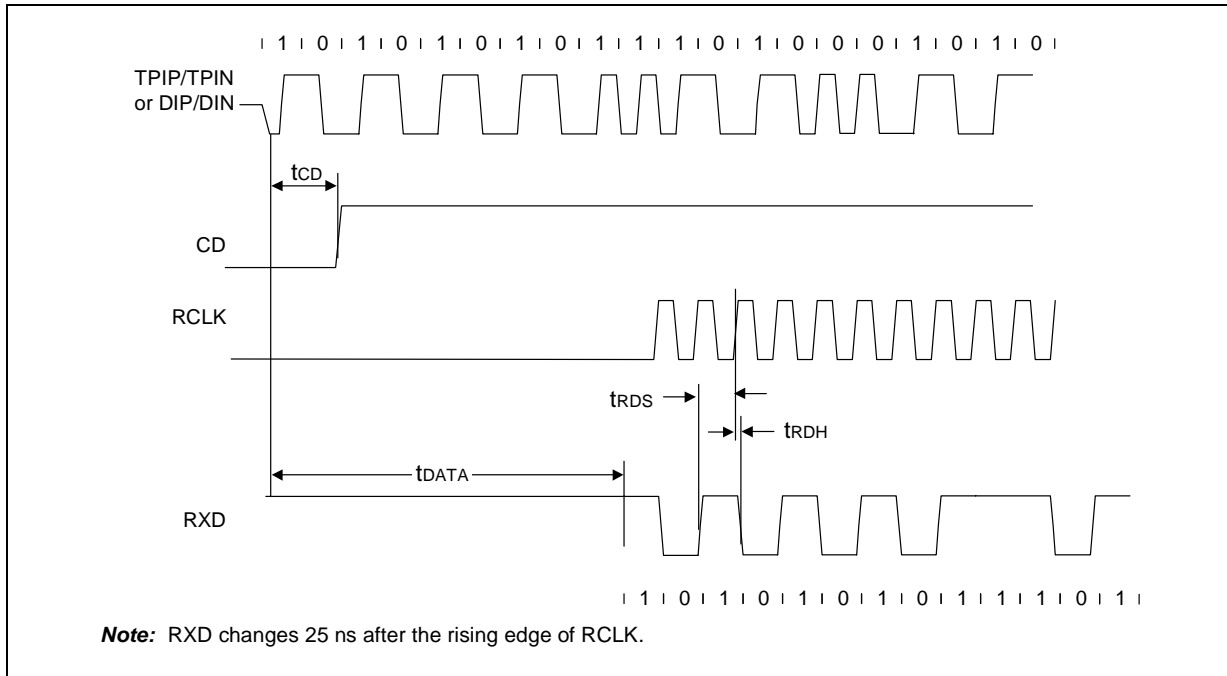 1 0 1 0 1 0 1 0 1 1 1 0 1 0 0 0 1 0 1 0
TPIP/TPIN
or DIP/DIN
tCD
CD
RCLK
tRDS
tRDH
tDATA
RXD
1 0 1 0 1 0 1 0 1 1 1 0 1
Note: RXD changes 25 ns after the rising edge of RCLK.